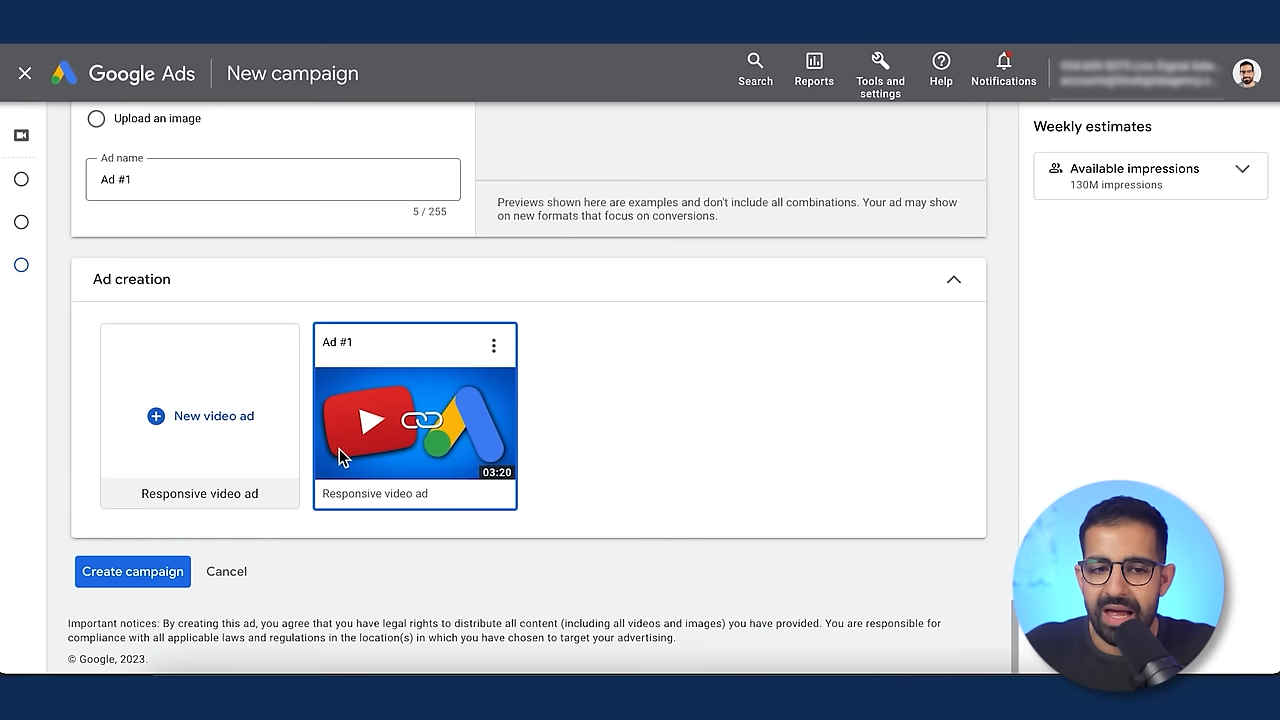 Google Ads
New campaign
Search
Reports
Tools and
settings
Help
Notifications
Upload an image
Ad name
Ad #1
5 / 255
Previews shown here are examples and don't include all combinations. Your ad may show
on new formats that focus on conversions.
Weekly estimates
Available impressions
130M impressions
Ad creation
New video ad
Responsive video ad
Ad #1
03:20
Responsive video ad
Create campaign
Cancel
Important notices: By creating this ad, you agree that you have legal rights to distribute all content (including all videos and images) you have provided. You are responsible for
compliance with all applicable laws and regulations in the location(s) in which you have chosen to target your advertising.
© Google, 2023.